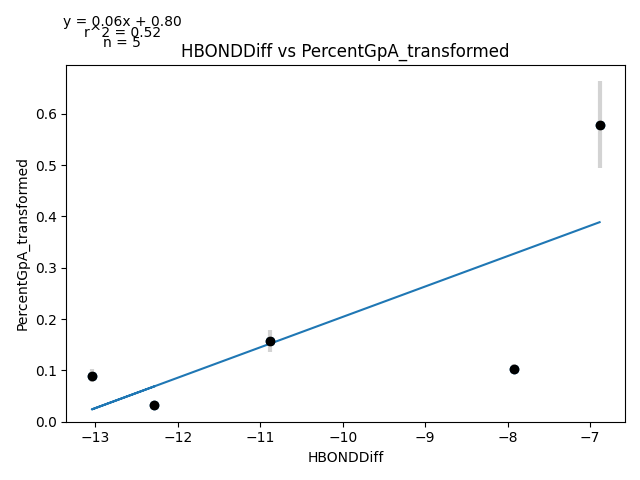 y = 0.06x + 0.80
r^2 = 0.52
n = 5
HBONDDiff vs PercentGpA_transformed
0.6
0.5
0.4
0.3
0.2
0.1
0.0
PercentGpA_transformed
−13
−12
−11
−10
−9
−8
−7
HBONDDiff